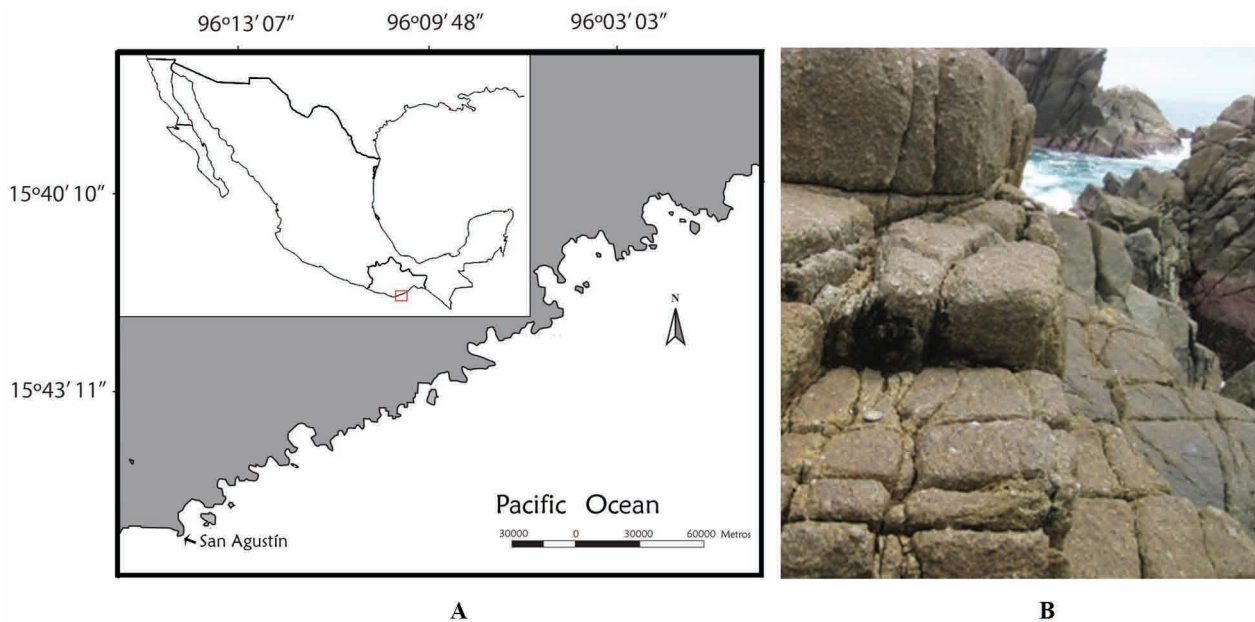 96º13'07" 96º09'48" 96º03'03"
15º40'10"
N
15º43'11"
Pacific Ocean
30000 0 30000 60000 Metros
San Agustín
A B